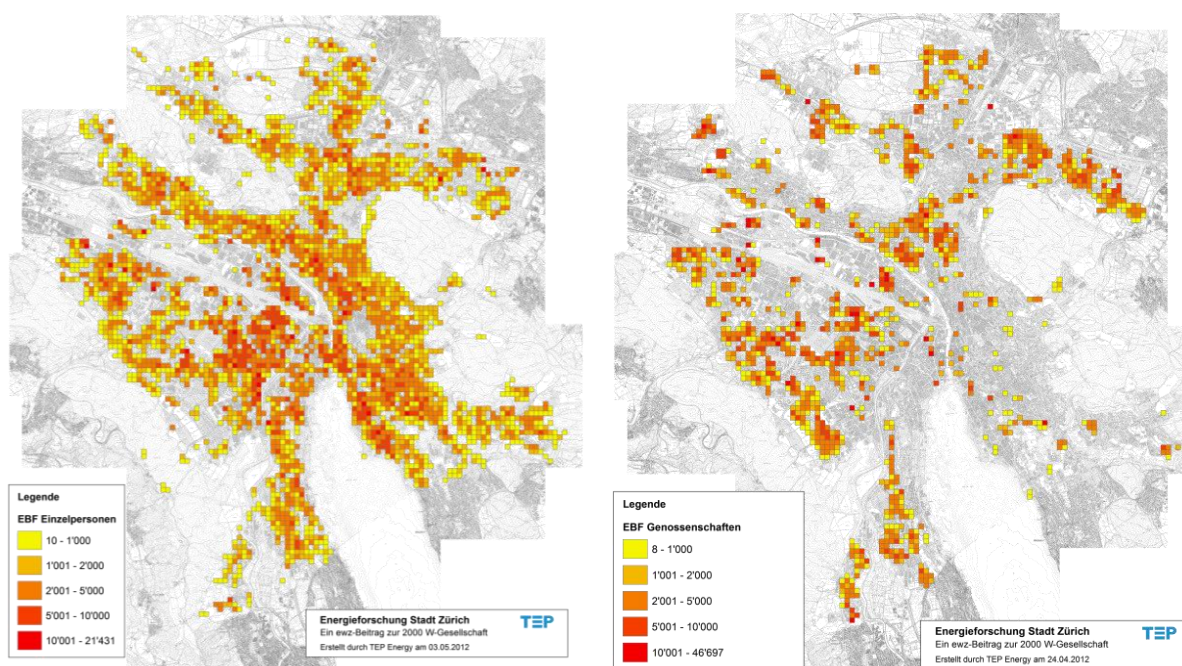 Legende
EBF Einzelpersonen
10 - 1'000
1'001 - 2'000
2'001 - 5'000
5'001 - 10'000
10'001 - 21'431
Energieforschung Stadt Zürich
Ein ewz-Beitrag zur 2000 W-Gesellschaft
Erstellt durch TEP Energy am 03.05.2012
TEP
Legende
EBF Genossenschaften
8 - 1'000
1'001 - 2'000
2'001 - 5'000
5'001 - 10'000
10'001 - 46'697
Energieforschung Stadt Zürich
Ein ewz-Beitrag zur 2000 W-Gesellschaft
Erstellt durch TEP Energy am 24.04.2012
TEP